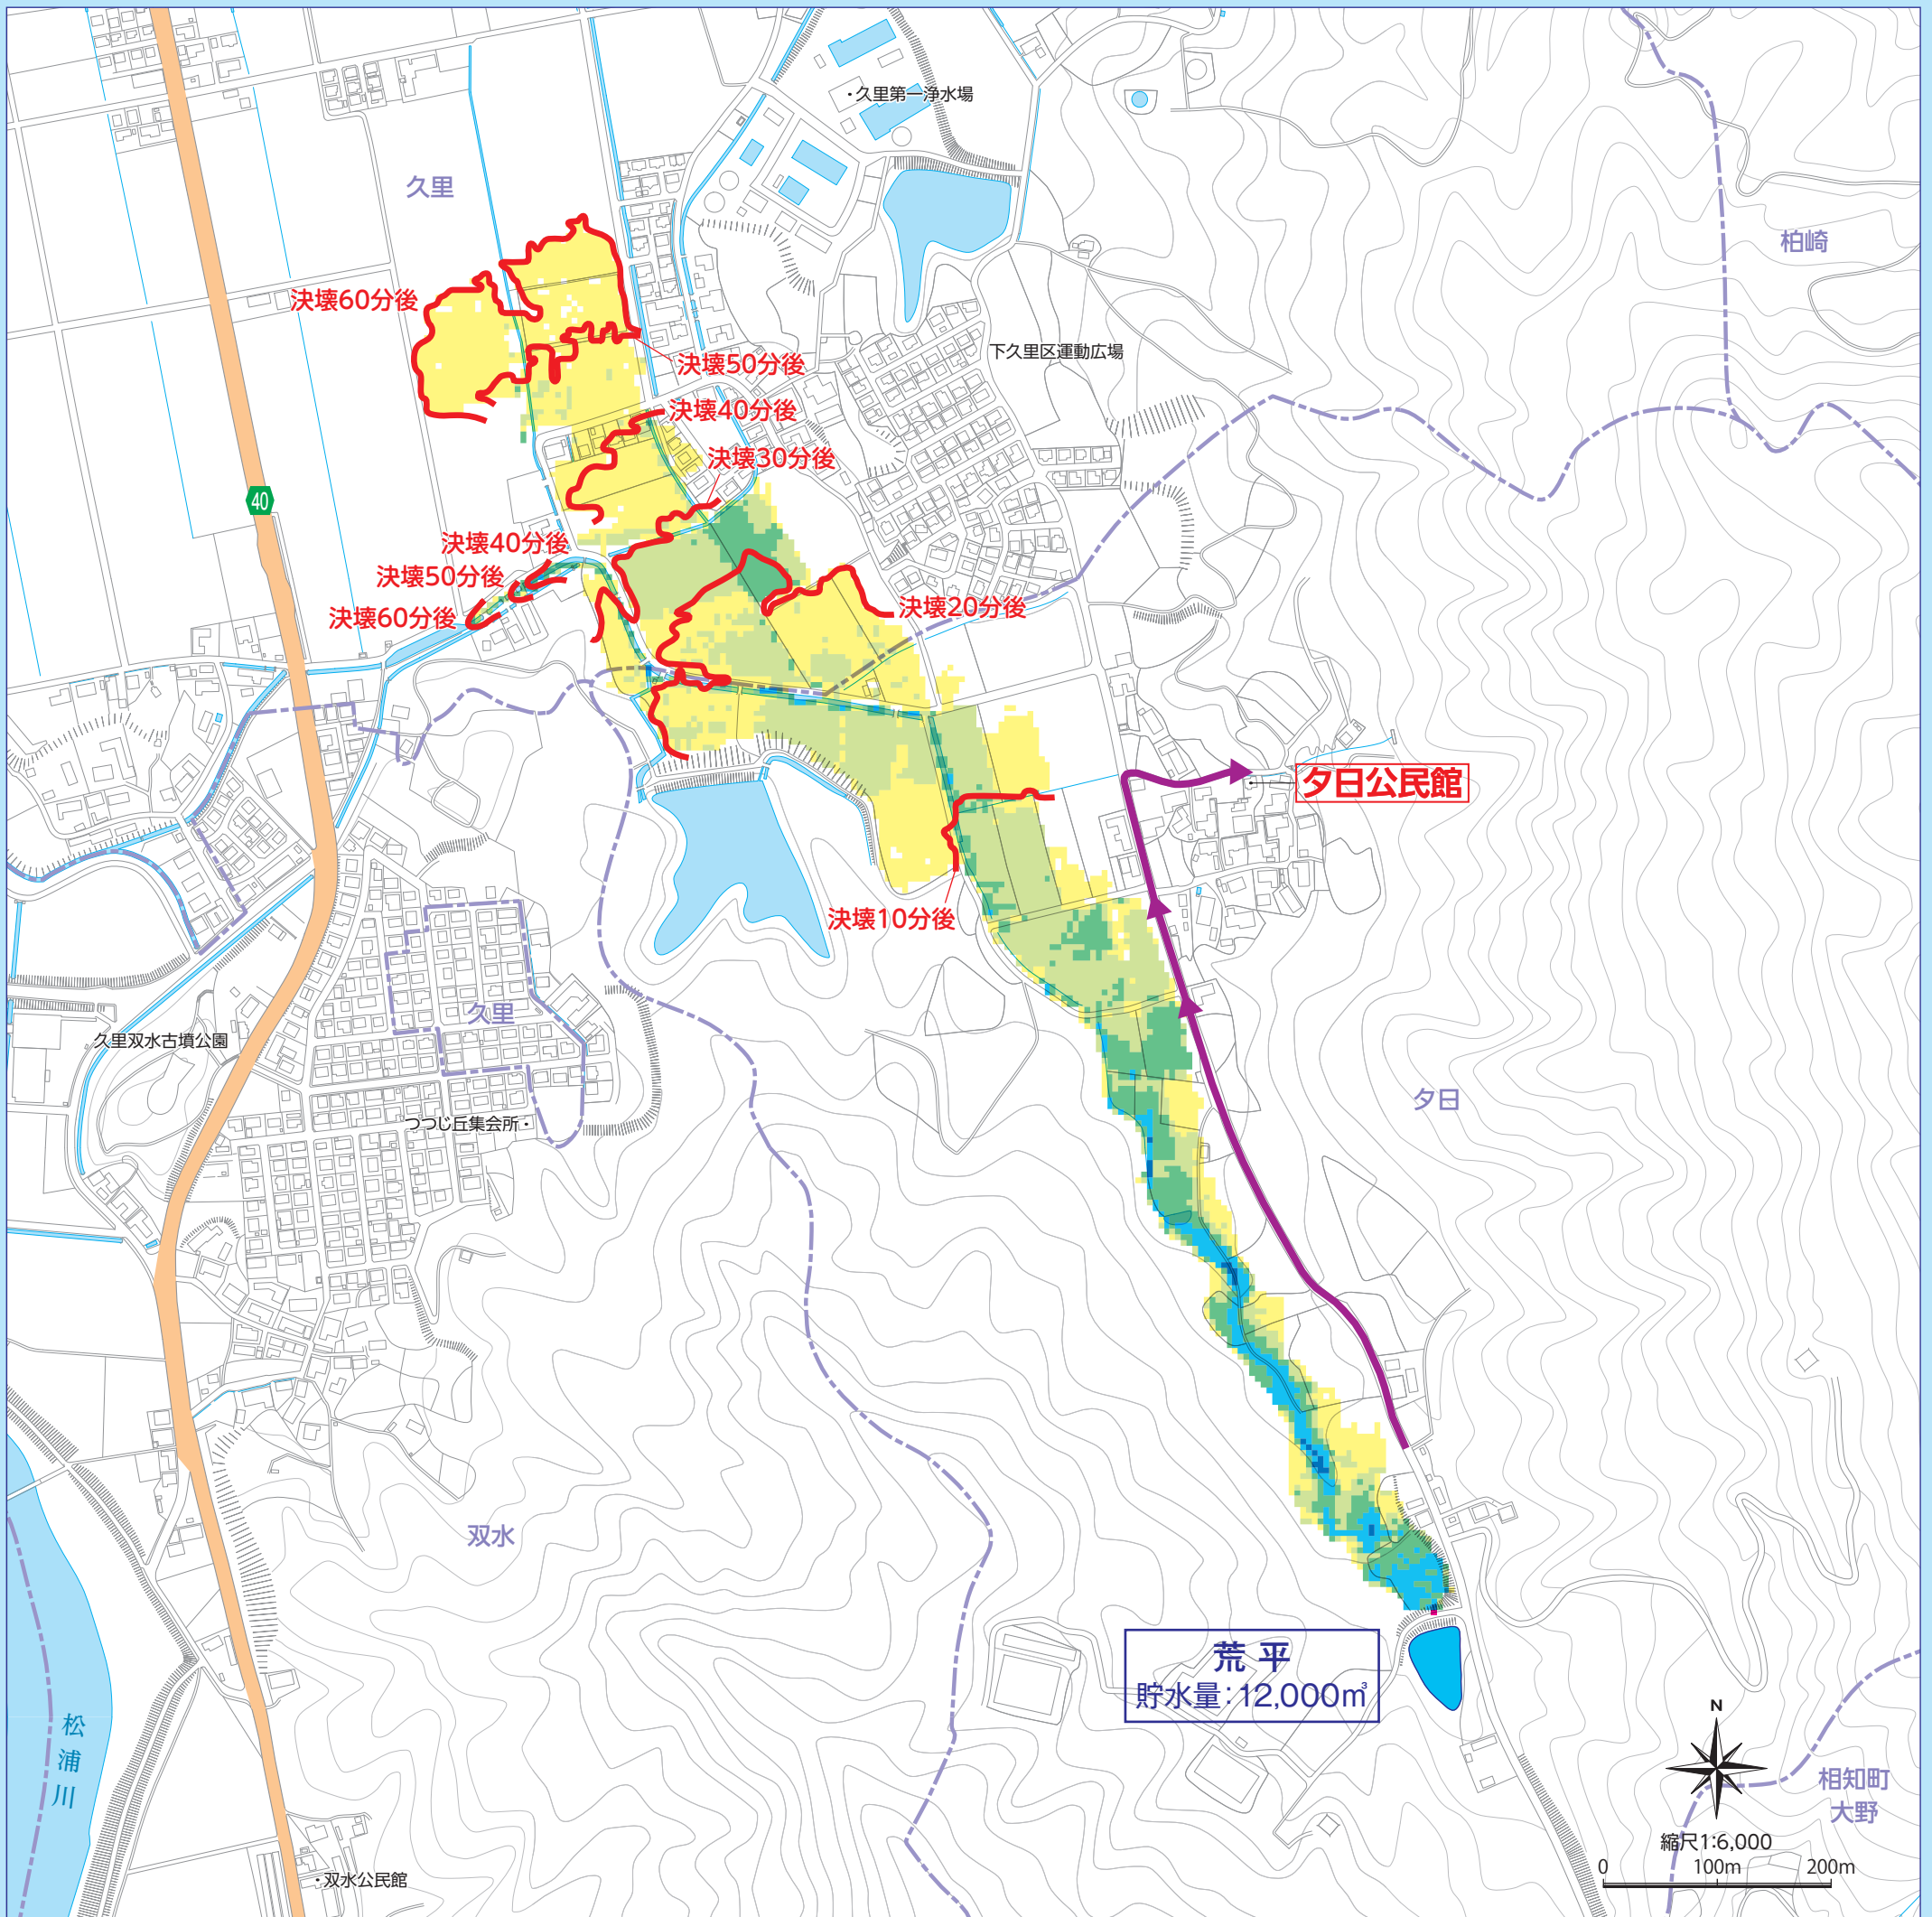 ・久里第一浄水場
久里
柏崎
決壊60分後
下久里区運動広場
決壊50分後
決壊40分後
決壊30分後
40
決壊40分後
決壊50分後
決壊60分後
決壊20分後
夕日公民館
決壊10分後
久里
久里双水古墳公園
夕日
つつじ丘集会所・
双水
荒平
貯水量：12,000㎥
N
松浦川
相知町
大野
縮尺1:6,000
0 100m 200m
・双水公民館